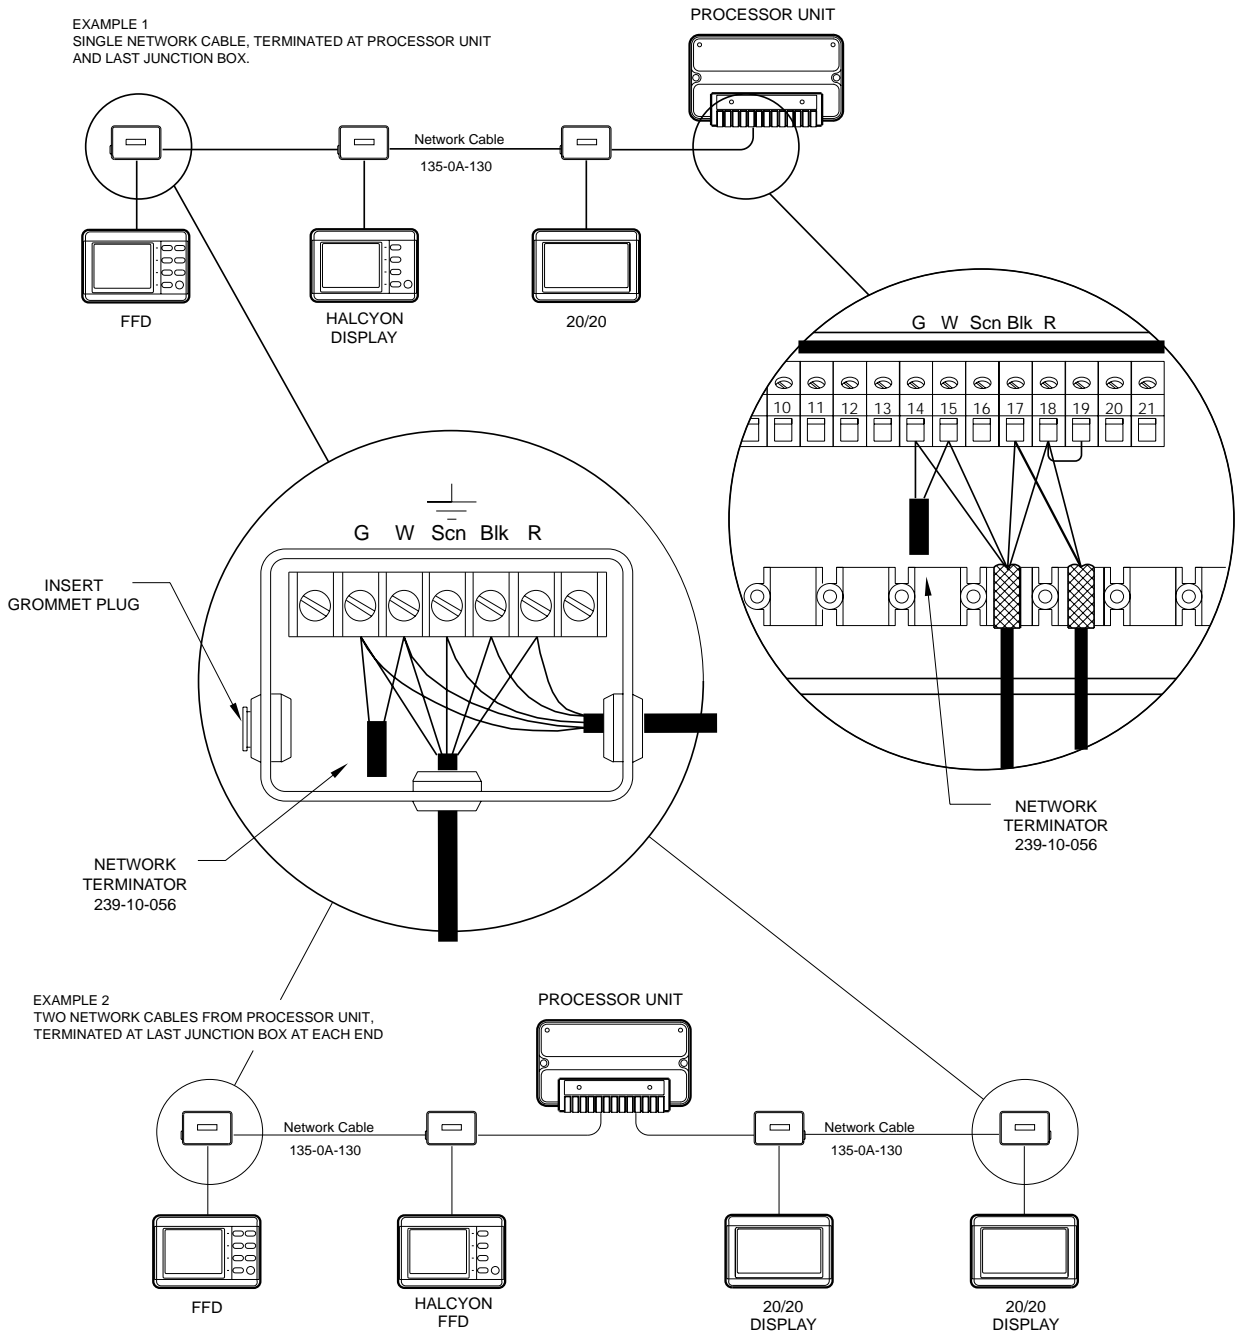 EXAMPLE 1
SINGLE NETWORK CABLE, TERMINATED AT PROCESSOR UNIT
AND LAST JUNCTION BOX.
PROCESSOR UNIT
Network Cable
135-0A-130
FFD
HALCYON
DISPLAY
20/20
G W Scn Blk R
10 11 12 13 14 15 16 17 18 19 20 21
G W Scn Blk R
INSERT
GROMMET PLUG
NETWORK
TERMINATOR
239-10-056
NETWORK
TERMINATOR
239-10-056
EXAMPLE 2
TWO NETWORK CABLES FROM PROCESSOR UNIT,
TERMINATED AT LAST JUNCTION BOX AT EACH END
PROCESSOR UNIT
Network Cable
135-0A-130
Network Cable
135-0A-130
FFD
HALCYON
FFD
20/20
DISPLAY
20/20
DISPLAY